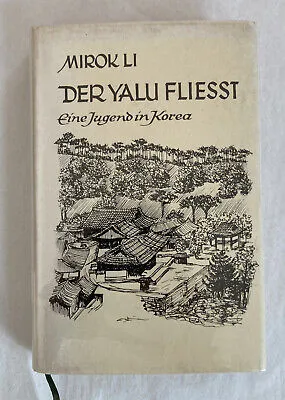 MIROK LI
DER YALU FLIESST
Eine Jugend in Korea